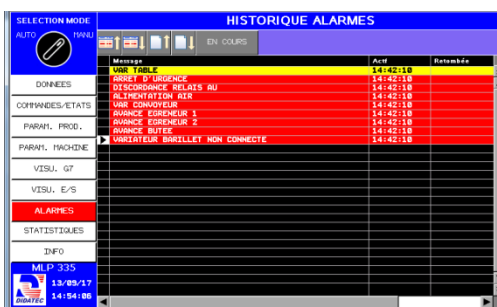 SELECTION MODE
HISTORIQUE ALARMES
AUTO
MANU
EN COURS
Message
Actf
Retombée
VAR TABLE 14:42:10
ARRET D'URGENCE 14:42:10
DISCORDANCE RELAIS AU 14:42:10
ALIMENTATION AIR 14:42:10
VAR CONVOYEUR 14:42:10
AVANCE EGRENEUR 1 14:42:10
AVANCE EGRENEUR 2 14:42:10
AVANCE BUTEE 14:42:10
VARIATEUR BARILLET NON CONNECTE 14:42:10
DONNEES
COMMANDES/ETATS
PARAM. PROD.
PARAM. MACHINE
VISU. G7
VISU. E/S
ALARMES
STATISTIQUES
INFO
MLP 335
13/09/17
14:54:06
DIDATEC